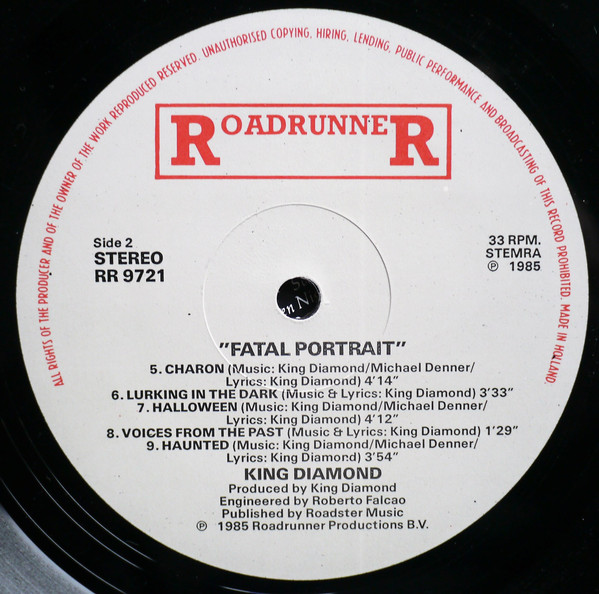 ALL RIGHTS OF THE PRODUCER AND OF THE OWNER OF THE WORK REPRODUCED RESERVED. UNAUTHORISED COPYING, HIRING, LENDING, PUBLIC PERFORMANCE AND BROADCASTING OF THIS RECORD PROHIBITED. MADE IN HOLLAND.
ROADRUNNER
Side 2
STEREO
RR 9721
33 RPM.
STEMRA
℗ 1985
"FATAL PORTRAIT"
5. CHARON (Music: King Diamond/Michael Denner/
Lyrics: King Diamond) 4'14"
6. LURKING IN THE DARK (Music & Lyrics: King Diamond) 3'33"
7. HALLOWEEN (Music: King Diamond/Michael Denner/
Lyrics: King Diamond) 4'12"
8. VOICES FROM THE PAST (Music & Lyrics: King Diamond) 1'29"
9. HAUNTED (Music: King Diamond/Michael Denner/
Lyrics: King Diamond) 3'54"
KING DIAMOND
Produced by King Diamond
Engineered by Roberto Falcao
Published by Roadster Music
℗ 1985 Roadrunner Productions B.V.